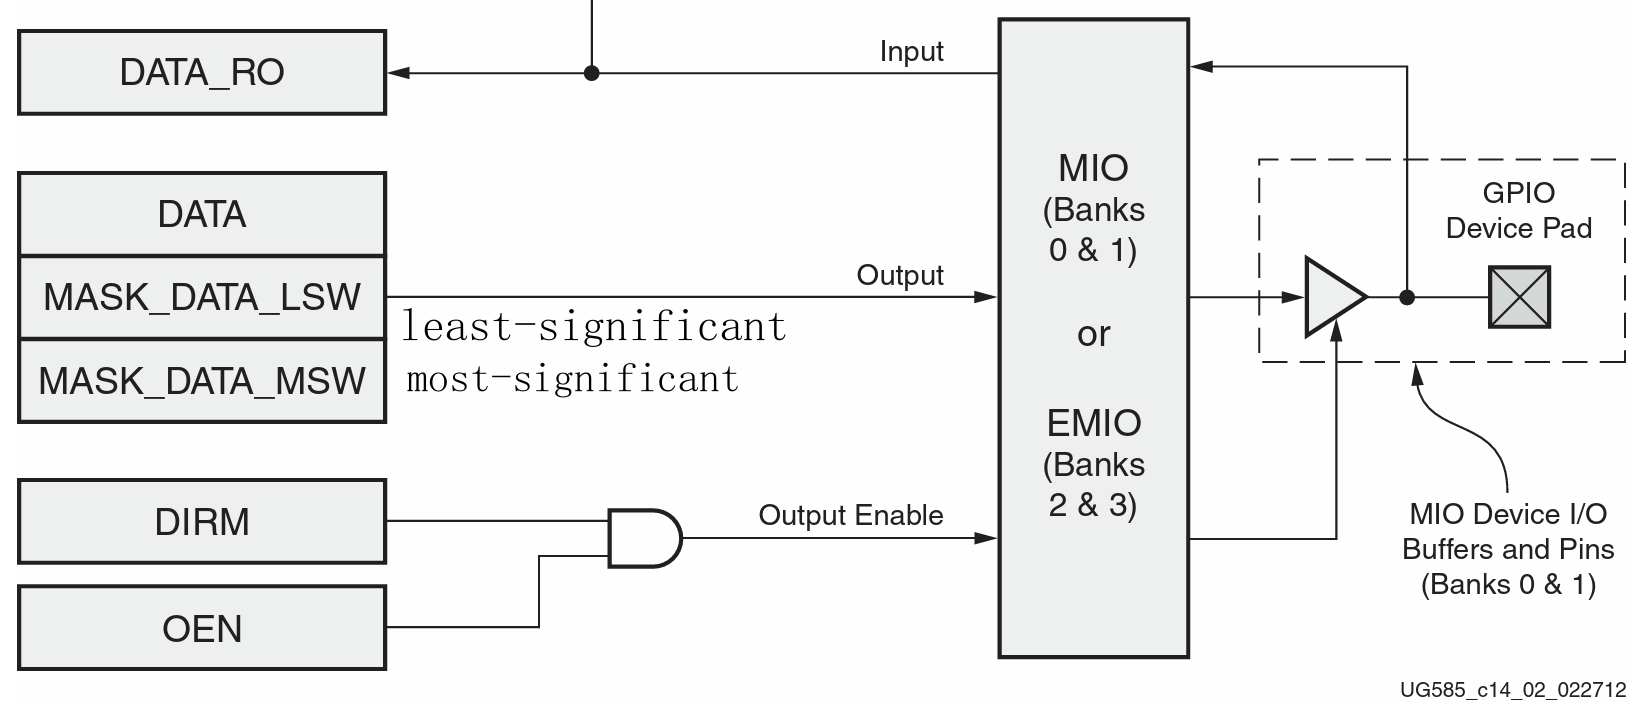 DATA_RO
Input
DATA
MASK_DATA_LSW
MASK_DATA_MSW
Output
least-significant
most-significant
DIRM
OEN
Output Enable
MIO
(Banks
0 & 1)
or
EMIO
(Banks
2 & 3)
GPIO
Device Pad
MIO Device I/O
Buffers and Pins
(Banks 0 & 1)
UG585_c14_02_022712